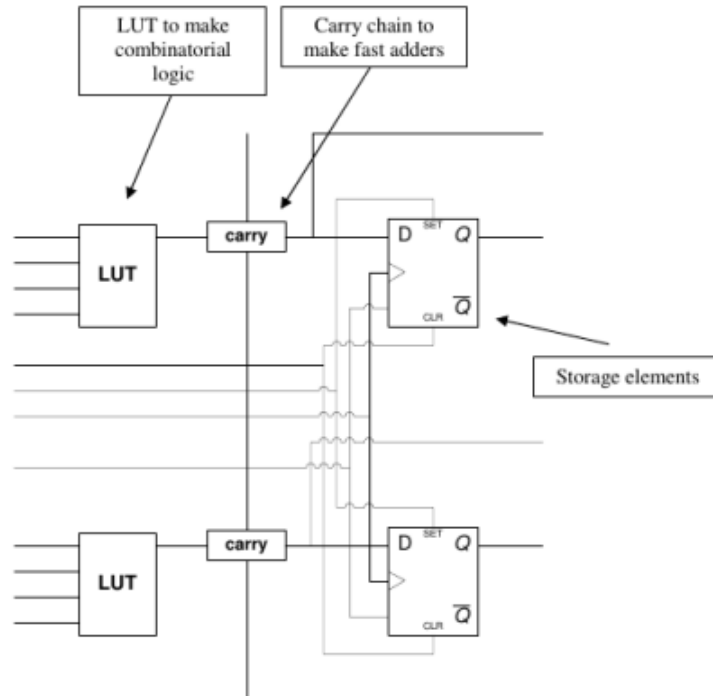 LUT to make
combinatorial
logic
Carry chain to
make fast adders
LUT
carry
D
SET
Q
Q̅
CLR
Storage elements
LUT
carry
D
SET
Q
Q̅
CLR